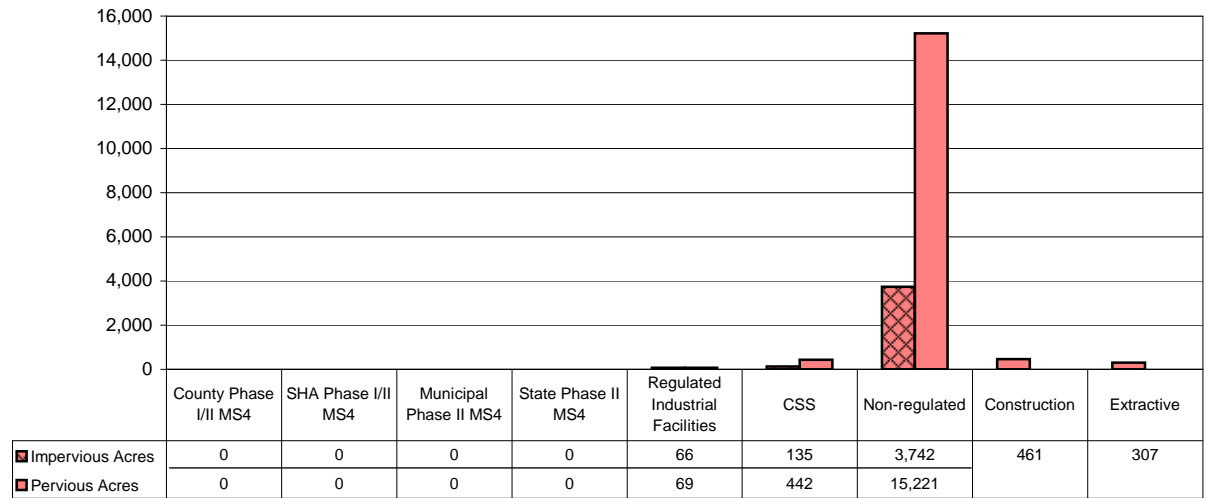 16,000
14,000
12,000
10,000
8,000
6,000
4,000
2,000
0
County Phase I/II MS4
SHA Phase I/II MS4
Municipal Phase II MS4
State Phase II MS4
Regulated Industrial Facilities
CSS
Non-regulated
Construction
Extractive
Impervious Acres 0 0 0 0 66 135 3,742 461 307
Pervious Acres 0 0 0 0 69 442 15,221